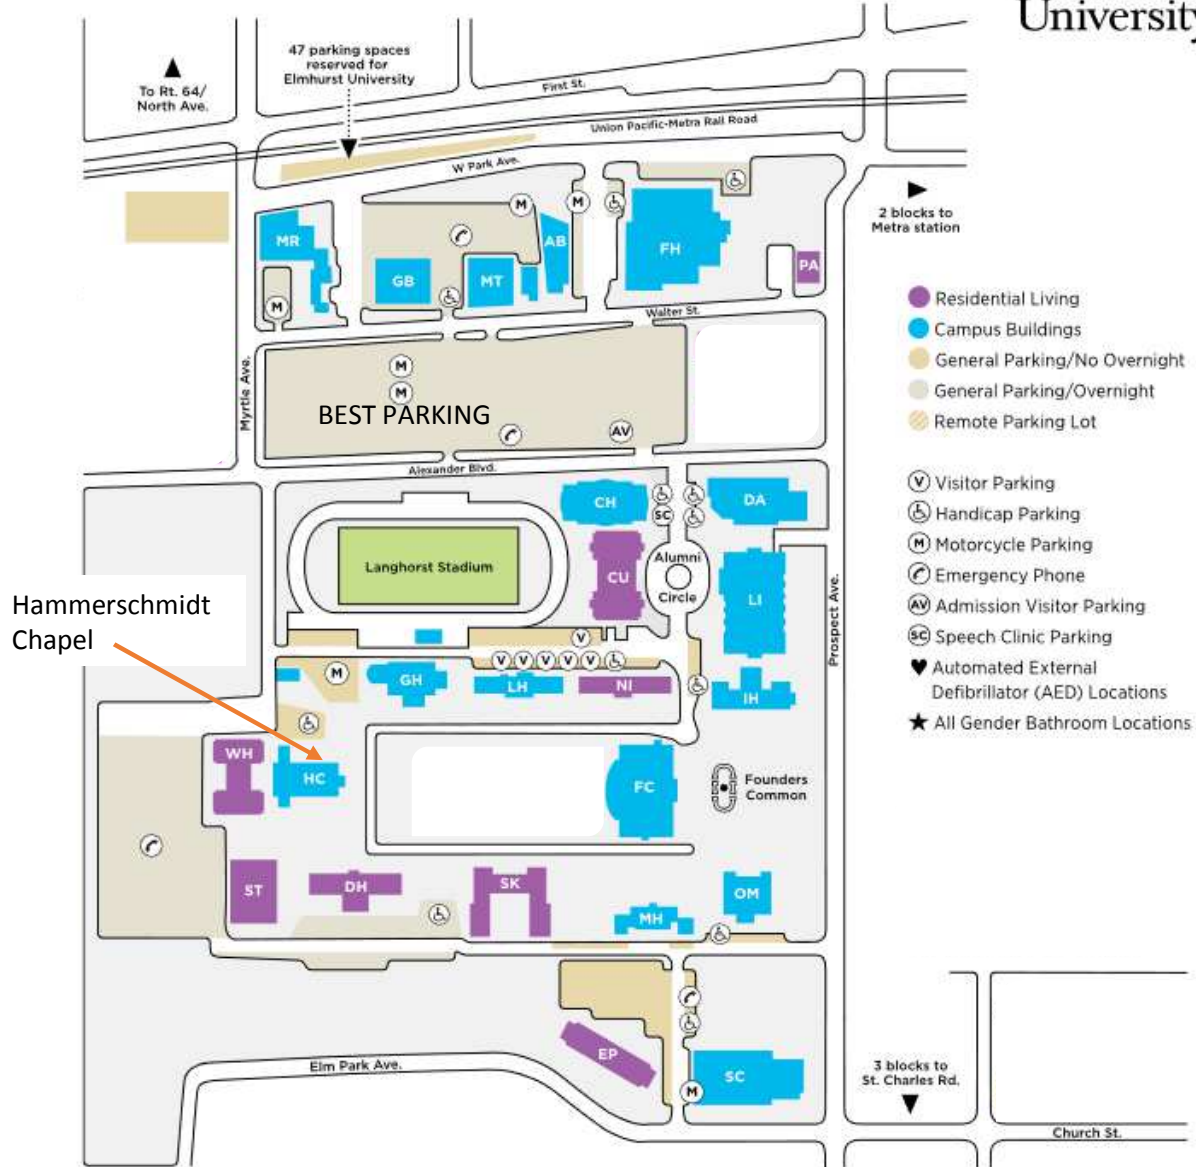 University
47 parking spaces
reserved for
Elmhurst University
To Rt. 64/
North Ave.
First St.
Union Pacific-Metra Rail Road
W Park Ave.
2 blocks to
Metra station
M
M
MR
AB
FH
PA
GB
MT
M
Walter St.
Residential Living
Campus Buildings
General Parking/No Overnight
General Parking/Overnight
Remote Parking Lot
Myrtle Ave.
M
M
BEST PARKING
AV
Alexander Blvd.
V Visitor Parking
Handicap Parking
M Motorcycle Parking
Emergency Phone
AV Admission Visitor Parking
SC Speech Clinic Parking
Automated External
Defibrillator (AED) Locations
All Gender Bathroom Locations
CH
SC
DA
Langhorst Stadium
CU
Alumni
Circle
LI
Prospect Ave.
Hammerschmidt
Chapel
V
V V V V V
M
GH
LH
NI
IH
WH
HC
FC
Founders
Common
ST
DH
SK
MH
OM
EP
SC
M
Elm Park Ave.
3 blocks to
St. Charles Rd.
Church St.